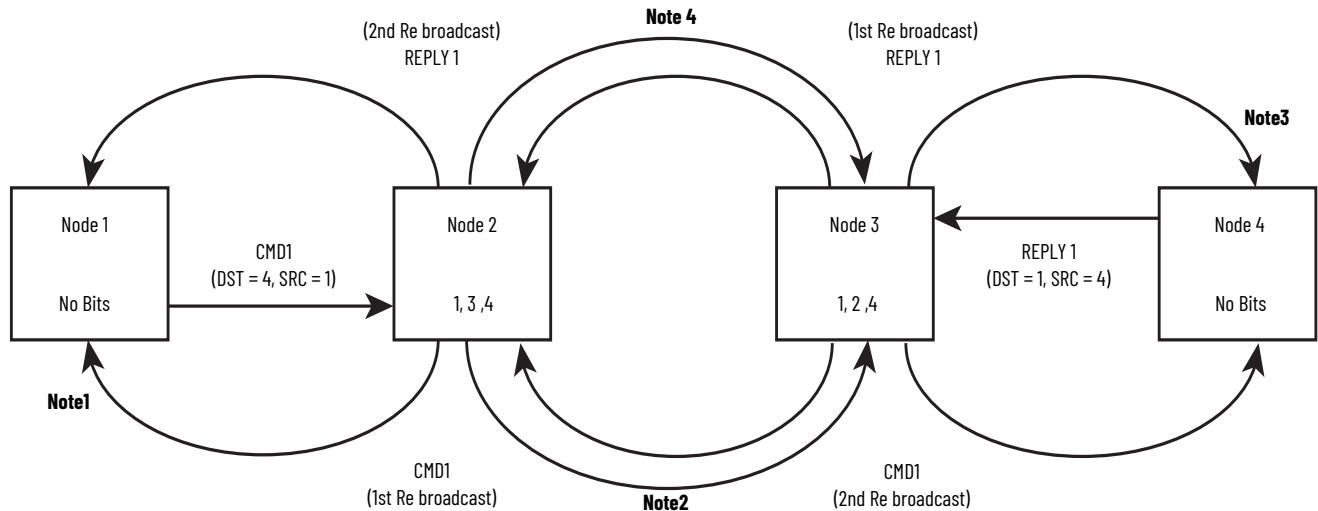 Note 4
(2nd Re broadcast)
REPLY 1
(1st Re broadcast)
REPLY 1
Note3
Node 1
No Bits
CMD1
(DST = 4, SRC = 1)
Node 2
1, 3 ,4
Node 3
1, 2 ,4
REPLY 1
(DST = 1, SRC = 4)
Node 4
No Bits
Note1
CMD1
(1st Re broadcast)
Note2
CMD1
(2nd Re broadcast)